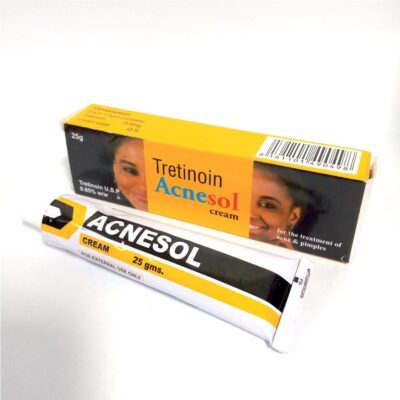 Composition
25g
Tretinoin
Acnesol
cream
Tretinoin U.S.P
0.05% w/w
for the treatment of
acne & pimples
ACNESOL
CREAM
25 gms.
FOR EXTERNAL USE ONLY